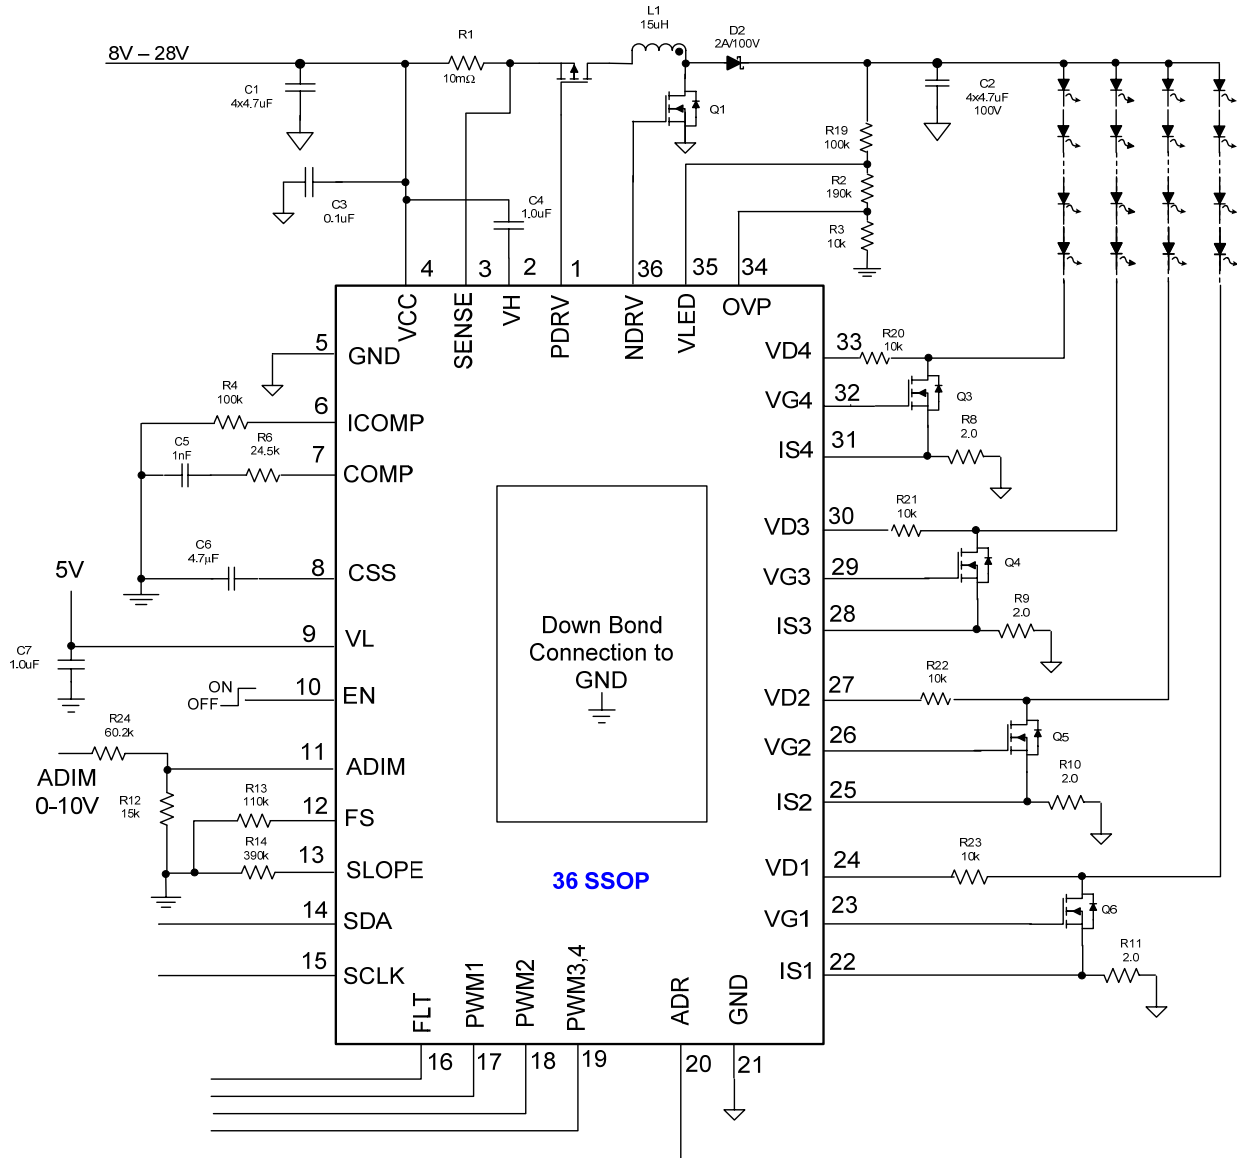 L1
15uH
D2
2A/100V
R1
10mΩ
8V – 28V
C1
4x4.7uF
Q1
C2
4x4.7uF
100V
R19
100k
R2
190k
R3
10k
C3
0.1uF
C4
1.0uF
4
3
2
1
36
35
34
VCC
SENSE
VH
PDRV
NDRV
VLED
OVP
5
GND
R4
100k
6
ICOMP
C5
1nF
R6
24.5k
7
COMP
C6
4.7µF
8
CSS
5V
9
VL
C7
1.0uF
ON
OFF
10
EN
R24
60.2k
11
ADIM
ADIM
0-10V
R12
15k
R13
110k
12
FS
R14
390k
13
SLOPE
14
SDA
15
SCLK
Down Bond
Connection to
GND
36 SSOP
VD4
33
R20
10k
VG4
32
Q3
IS4
31
R8
2.0
VD3
30
R21
10k
VG3
29
Q4
IS3
28
R9
2.0
VD2
27
R22
10k
VG2
26
Q5
IS2
25
R10
2.0
VD1
24
R23
10k
VG1
23
Q6
IS1
22
R11
2.0
FLT
PWM1
PWM2
PWM3,4
ADR
GND
16
17
18
19
20
21